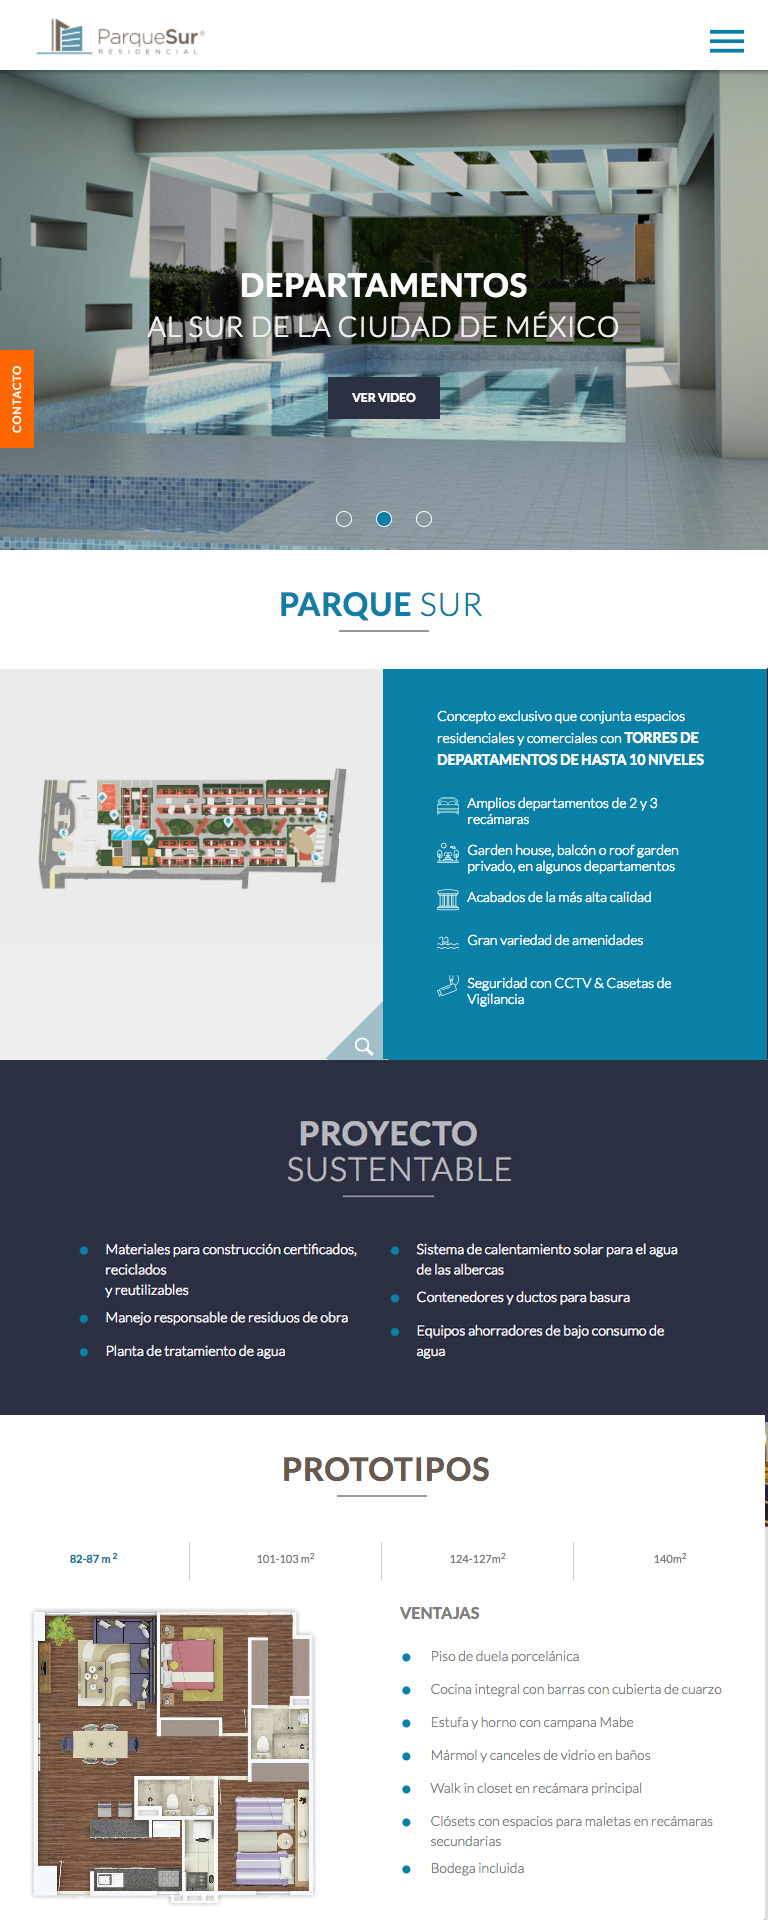 ParqueSur®
RESIDENCIAL
DEPARTAMENTOS
AL SUR DE LA CIUDAD DE MÉXICO
CONTACTO
VER VIDEO
PARQUE SUR
Concepto exclusivo que conjunta espacios
residenciales y comerciales con TORRES DE
DEPARTAMENTOS DE HASTA 10 NIVELES
Amplios departamentos de 2 y 3
recámaras
Garden house, balcón o roof garden
privado, en algunos departamentos
Acabados de la más alta calidad
Gran variedad de amenidades
Seguridad con CCTV & Casetas de
Vigilancia
PROYECTO
SUSTENTABLE
Materiales para construcción certificados,
reciclados
y reutilizables
Manejo responsable de residuos de obra
Planta de tratamiento de agua
Sistema de calentamiento solar para el agua
de las albercas
Contenedores y ductos para basura
Equipos ahorradores de bajo consumo de
agua
PROTOTIPOS
82-87 m ²
101-103 m²
124-127m²
140m²
VENTAJAS
Piso de duela porcelánica
Cocina integral con barras con cubierta de cuarzo
Estufa y horno con campana Mabe
Mármol y canceles de vidrio en baños
Walk in closet en recámara principal
Clósets con espacios para maletas en recámaras
secundarias
Bodega incluida